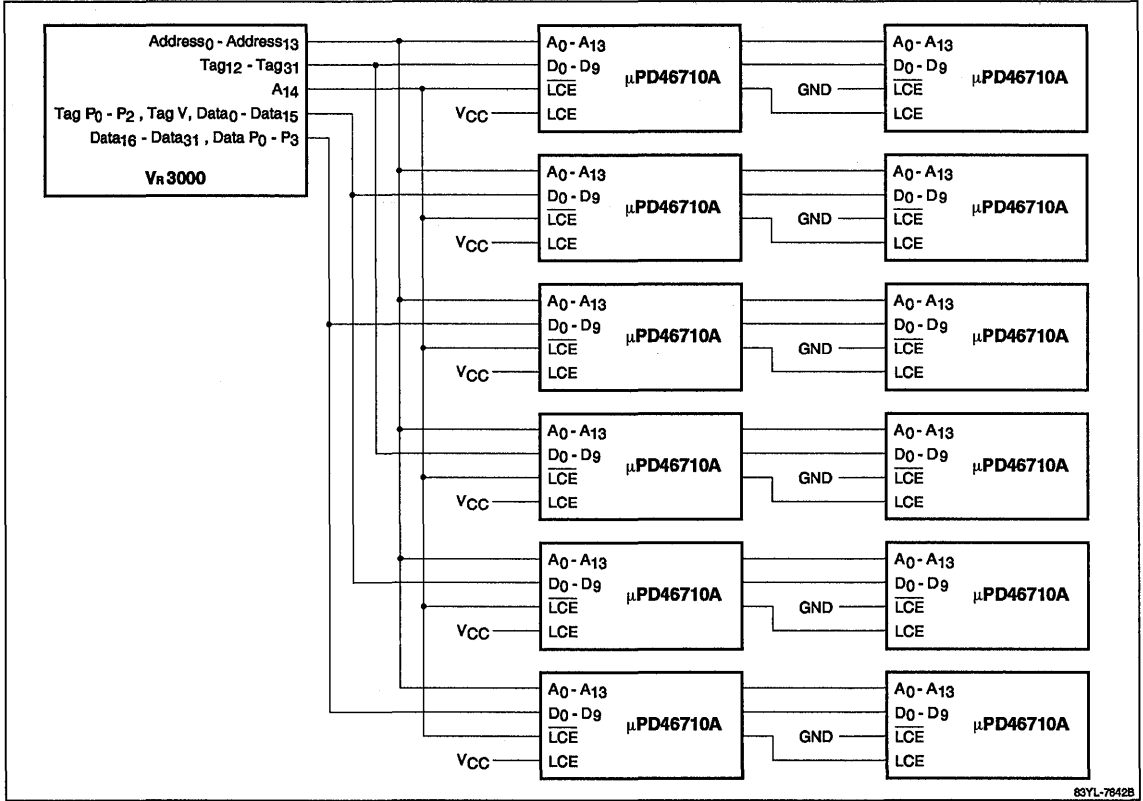 Address0 - Address13
Tag12 - Tag31
A14
Tag P0 - P2 , Tag V, Data0 - Data15
Data16 - Data31 , Data P0 - P3
VR3000
A0 - A13
D0 - D9
LCE
LCE
μPD46710A
VCC
A0 - A13
D0 - D9
LCE
LCE
μPD46710A
GND
A0 - A13
D0 - D9
LCE
LCE
μPD46710A
VCC
A0 - A13
D0 - D9
LCE
LCE
μPD46710A
GND
A0 - A13
D0 - D9
LCE
LCE
μPD46710A
VCC
A0 - A13
D0 - D9
LCE
LCE
μPD46710A
GND
A0 - A13
D0 - D9
LCE
LCE
μPD46710A
VCC
A0 - A13
D0 - D9
LCE
LCE
μPD46710A
GND
A0 - A13
D0 - D9
LCE
LCE
μPD46710A
VCC
A0 - A13
D0 - D9
LCE
LCE
μPD46710A
GND
A0 - A13
D0 - D9
LCE
LCE
μPD46710A
VCC
A0 - A13
D0 - D9
LCE
LCE
μPD46710A
GND
83YL-7842B